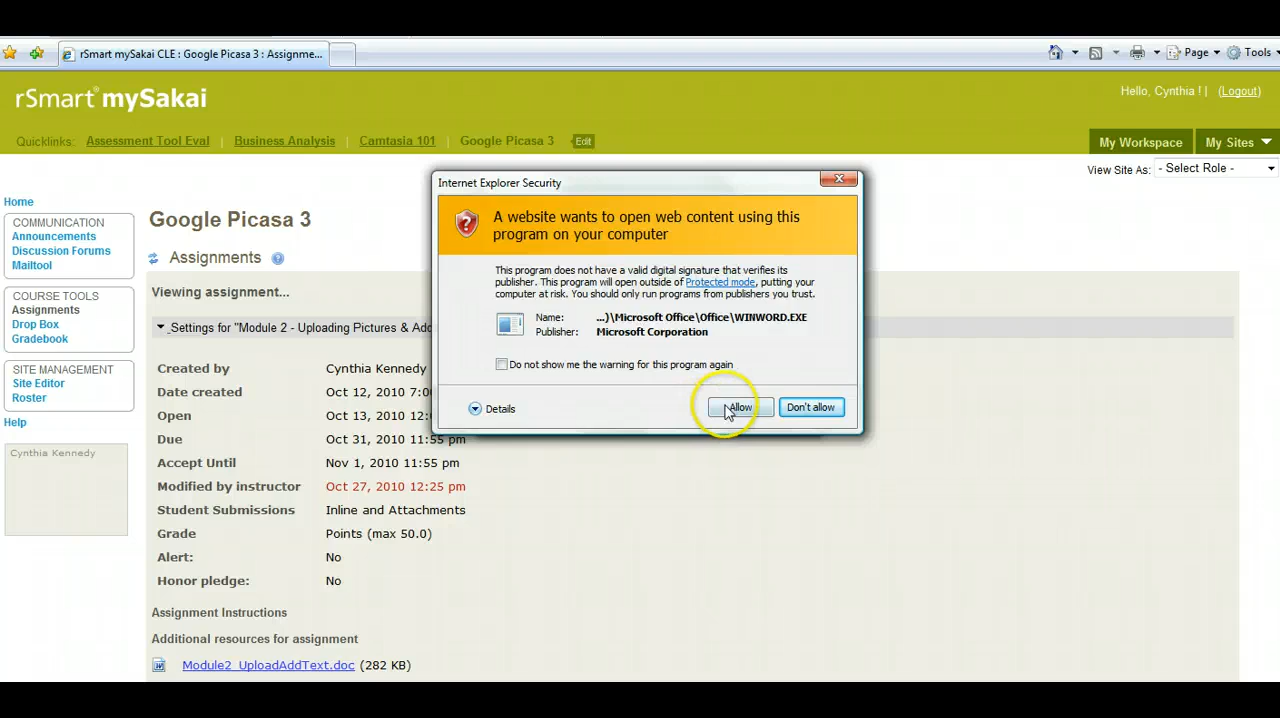 rSmart mySakai CLE : Google Picasa 3 : Assignme...
Page
Tools
rSmart® mySakai
Hello, Cynthia ! | (Logout)
Quicklinks: Assessment Tool Eval | Business Analysis | Camtasia 101 | Google Picasa 3 Edit
My Workspace
My Sites
View Site As: - Select Role -
Home
COMMUNICATION
Announcements
Discussion Forums
Mailtool
COURSE TOOLS
Assignments
Drop Box
Gradebook
SITE MANAGEMENT
Site Editor
Roster
Help
Cynthia Kennedy
Google Picasa 3
Assignments ?
Viewing assignment...
Settings for "Module 2 - Uploading Pictures & Add
Created by Cynthia Kennedy
Date created Oct 12, 2010 7:0
Open Oct 13, 2010 12:
Due Oct 31, 2010 11:55 pm
Accept Until Nov 1, 2010 11:55 pm
Modified by instructor Oct 27, 2010 12:25 pm
Student Submissions Inline and Attachments
Grade Points (max 50.0)
Alert: No
Honor pledge: No
Assignment Instructions
Additional resources for assignment
Module2_UploadAddText.doc (282 KB)
Internet Explorer Security
A website wants to open web content using this
program on your computer
This program does not have a valid digital signature that verifies its
publisher. This program will open outside of Protected mode, putting your
computer at risk. You should only run programs from publishers you trust.
Name: ...)\Microsoft Office\Office\WINWORD.EXE
Publisher: Microsoft Corporation
Do not show me the warning for this program again
Details
Allow
Don't allow